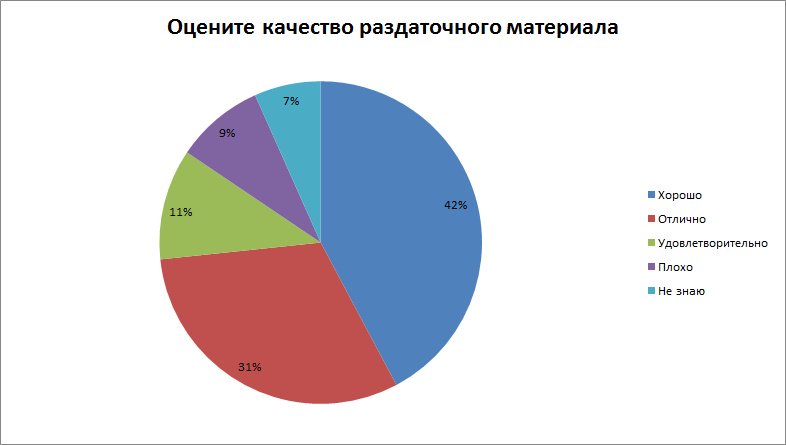 Оцените качество раздаточного материала
7%
9%
11%
42%
31%
Хорошо
Отлично
Удовлетворительно
Плохо
Не знаю